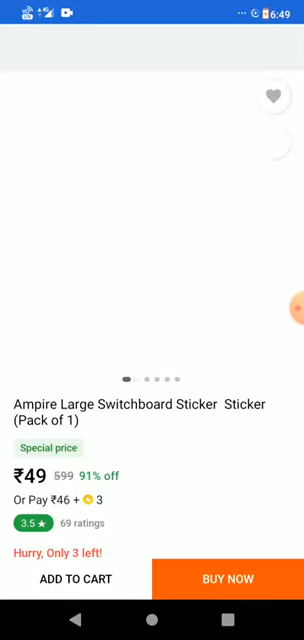 4G
6:49
Ampire Large Switchboard Sticker Sticker
(Pack of 1)
Special price
₹49 599 91% off
Or Pay ₹46 + 3
3.5 ★ 69 ratings
Hurry, Only 3 left!
ADD TO CART
BUY NOW